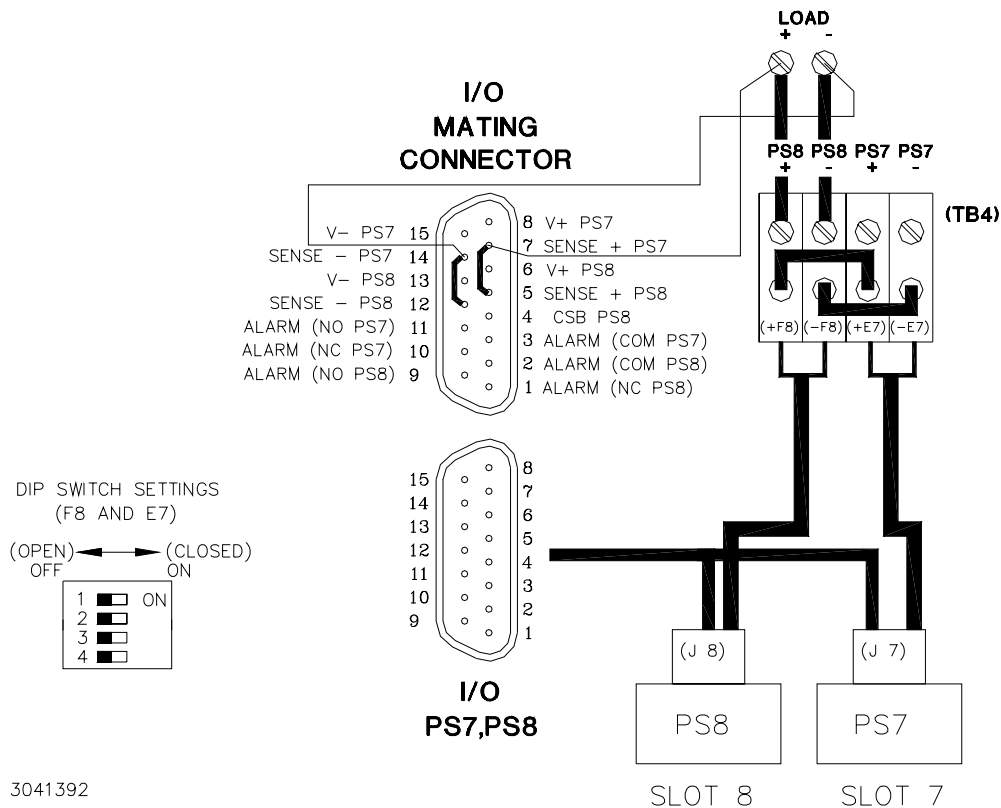 LOAD
+ -
I/O
MATING
CONNECTOR
PS8 PS8 PS7 PS7
+ - + -
(TB4)
V- PS7 15
SENSE - PS7 14
V- PS8 13
SENSE - PS8 12
ALARM (NO PS7) 11
ALARM (NC PS7) 10
ALARM (NO PS8) 9
8 V+ PS7
7 SENSE + PS7
6 V+ PS8
5 SENSE + PS8
4 CSB PS8
3 ALARM (COM PS7)
2 ALARM (COM PS8)
1 ALARM (NC PS8)
(+F8) (-F8) (+E7) (-E7)
DIP SWITCH SETTINGS
(F8 AND E7)
(OPEN) (CLOSED)
OFF ON
1 ON
2
3
4
15
14
13
12
11
10
9
8
7
6
5
4
3
2
1
I/O
PS7,PS8
(J 8) (J 7)
PS8 PS7
SLOT 8 SLOT 7
3041392